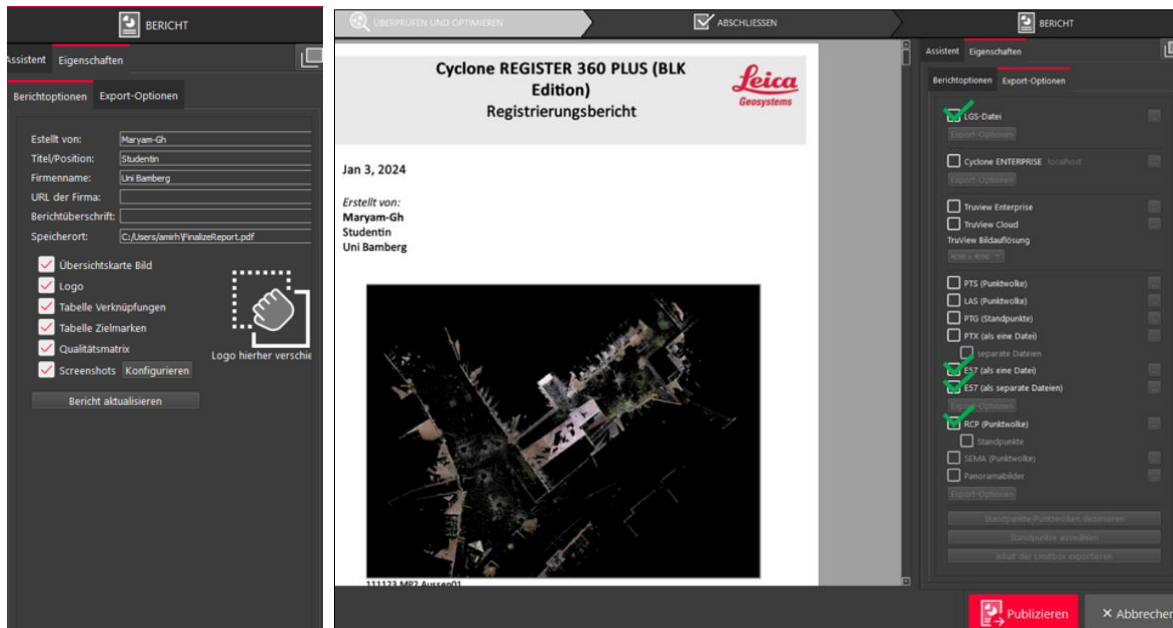 BERICHT
Assistent Eigenschaften
Berichtoptionen Export-Optionen
Estellt von: Maryam-Gh
Titel/Position: Studentin
Firmenname: Uni Bamberg
URL der Firma:
Berichtüberschrift:
Speicherort: C:/Users/amirh\FinalizeReport.pdf
Übersichtskarte Bild
Logo
Tabelle Verknüpfungen
Tabelle Zielmarken
Qualitätsmatrix
Logo hierher verschie
Screenshots Konfigurieren
Bericht aktualisieren
ÜBERPRÜFEN UND OPTIMIEREN
ABSCHLIESSEN
BERICHT
Cyclone REGISTER 360 PLUS (BLK
Edition)
Registrierungsbericht
Leica
Geosystems
Jan 3, 2024
Erstellt von:
Maryam-Gh
Studentin
Uni Bamberg
111123 MP2 Aussen01
Assistent Eigenschaften
Berichtoptionen Export-Optionen
LGS-Datei
Export-Optionen
Cyclone ENTERPRISE localhost
Export-Optionen
Truview Enterprise
TruView Cloud
TruView Bildauflösung
4096 x 4096
PTS (Punktwolke)
LAS (Punktwolke)
PTG (Standpunkte)
PTX (als eine Datei)
separate Dateien
E57 (als eine Datei)
E57 (als separate Dateien)
Export-Optionen
RCP (Punktwolke)
Standpunkte
SEMA (Punktwolke)
Panoramabilder
Export-Optionen
Standpunkte/Punktwolken dezimieren
Standpunkte auswählen
Inhalt der Limitbox exportieren
Publizieren
Abbrechen